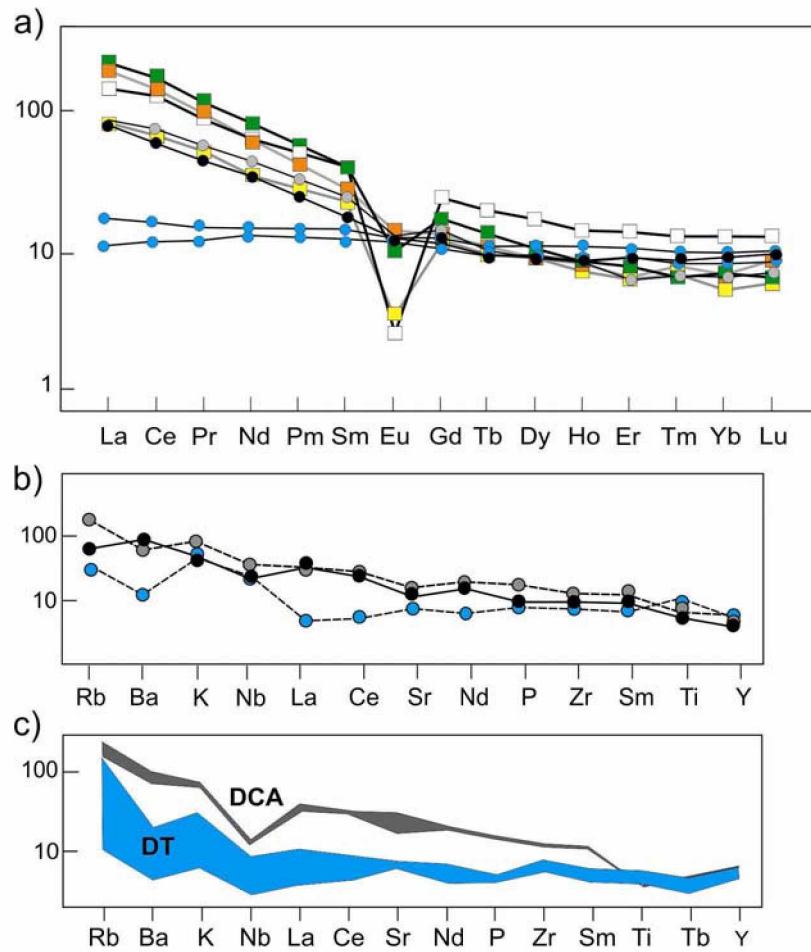 a)
100
10
1
La Ce Pr Nd Pm Sm Eu Gd Tb Dy Ho Er Tm Yb Lu
b)
100
10
Rb Ba K Nb La Ce Sr Nd P Zr Sm Ti Y
c)
100
DCA
10
DT
Rb Ba K Nb La Ce Sr Nd P Zr Sm Ti Tb Y